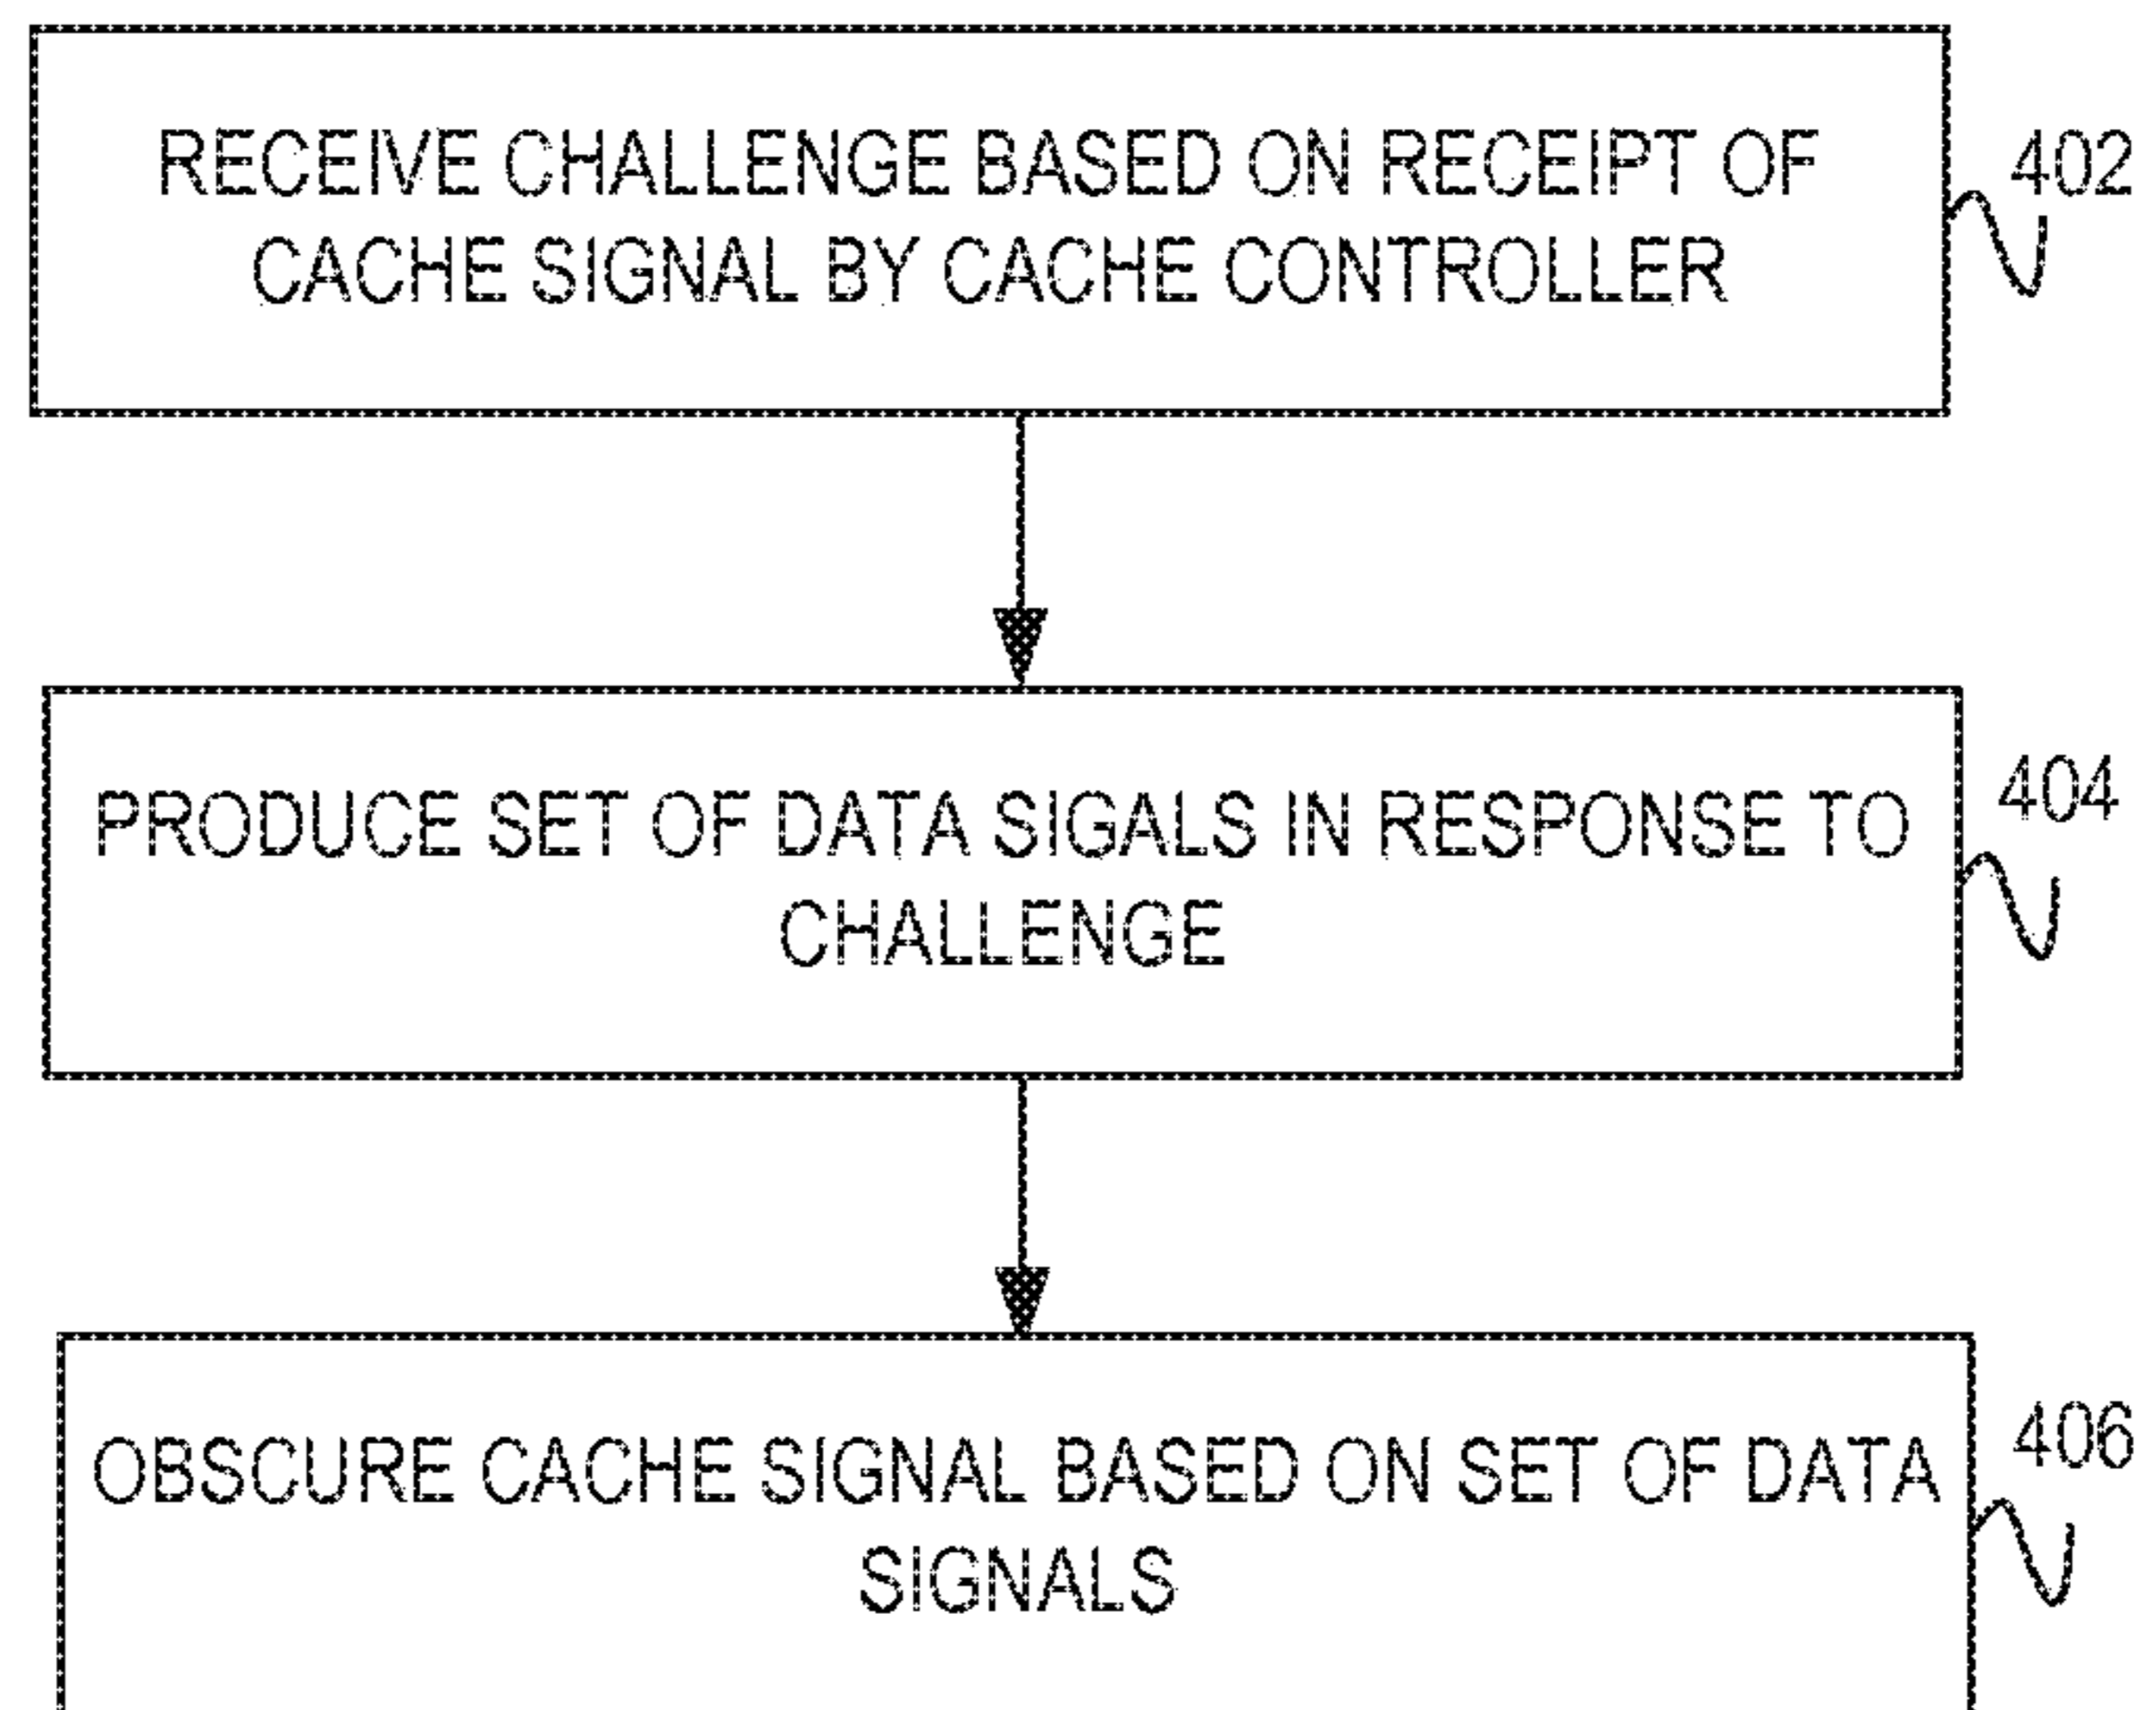 RECEIVE CHALLENGE BASED ON RECEIPT OF
CACHE SIGNAL BY CACHE CONTROLLER
402
PRODUCE SET OF DATA SIGALS IN RESPONSE TO
CHALLENGE
404
OBSCURE CACHE SIGNAL BASED ON SET OF DATA
SIGNALS
406